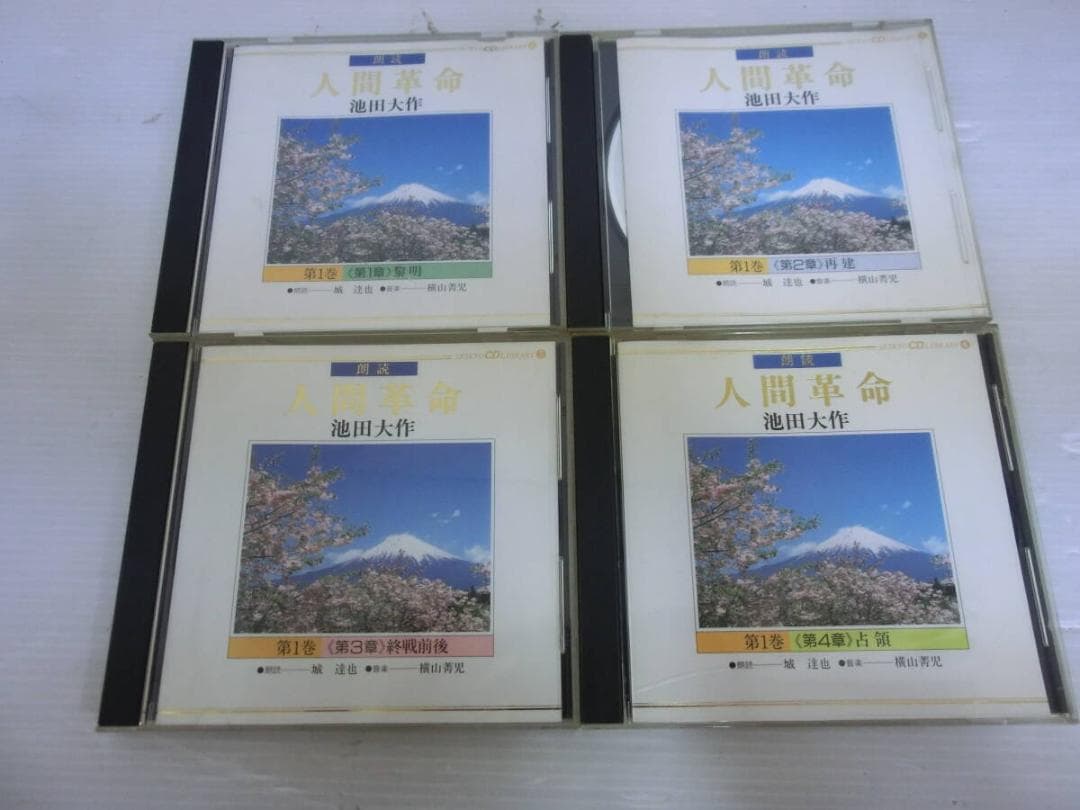 朗読
人間革命
池田大作
第1巻 《第1章》黎明
●朗読――城 達也 ●音楽――横山菁児
朗読
人間革命
池田大作
第1巻 《第2章》再建
●朗読――城 達也 ●音楽――横山菁児
CD LIBRARY 3
朗読
人間革命
池田大作
第1巻 《第3章》終戦前後
●朗読――城 達也 ●音楽――横山菁児
CD LIBRARY 4
朗読
人間革命
池田大作
第1巻 《第4章》占領
●朗読――城 達也 ●音楽――横山菁児